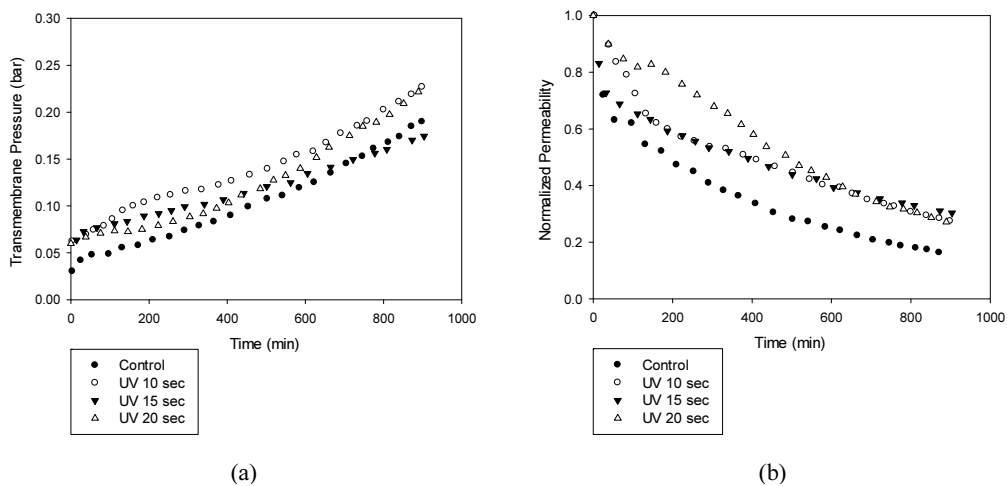 Transmembrane Pressure (bar)
0.30
0.25
0.20
0.15
0.10
0.05
0.00
0 200 400 600 800 1000
Time (min)
Control
UV 10 sec
UV 15 sec
UV 20 sec
(a)
Normalized Permeability
1.0
0.8
0.6
0.4
0.2
0.0
0 200 400 600 800 1000
Time (min)
Control
UV 10 sec
UV 15 sec
UV 20 sec
(b)